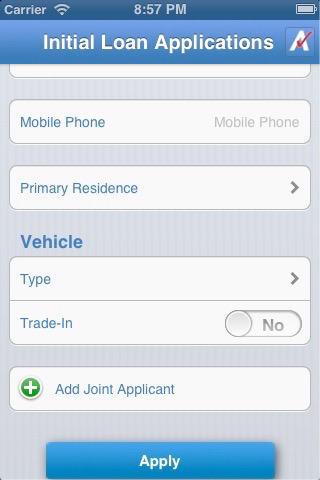 Carrier 8:57 PM
Initial Loan Applications
Mobile Phone Mobile Phone
Primary Residence
Vehicle
Type
Trade-In No
Add Joint Applicant
Apply